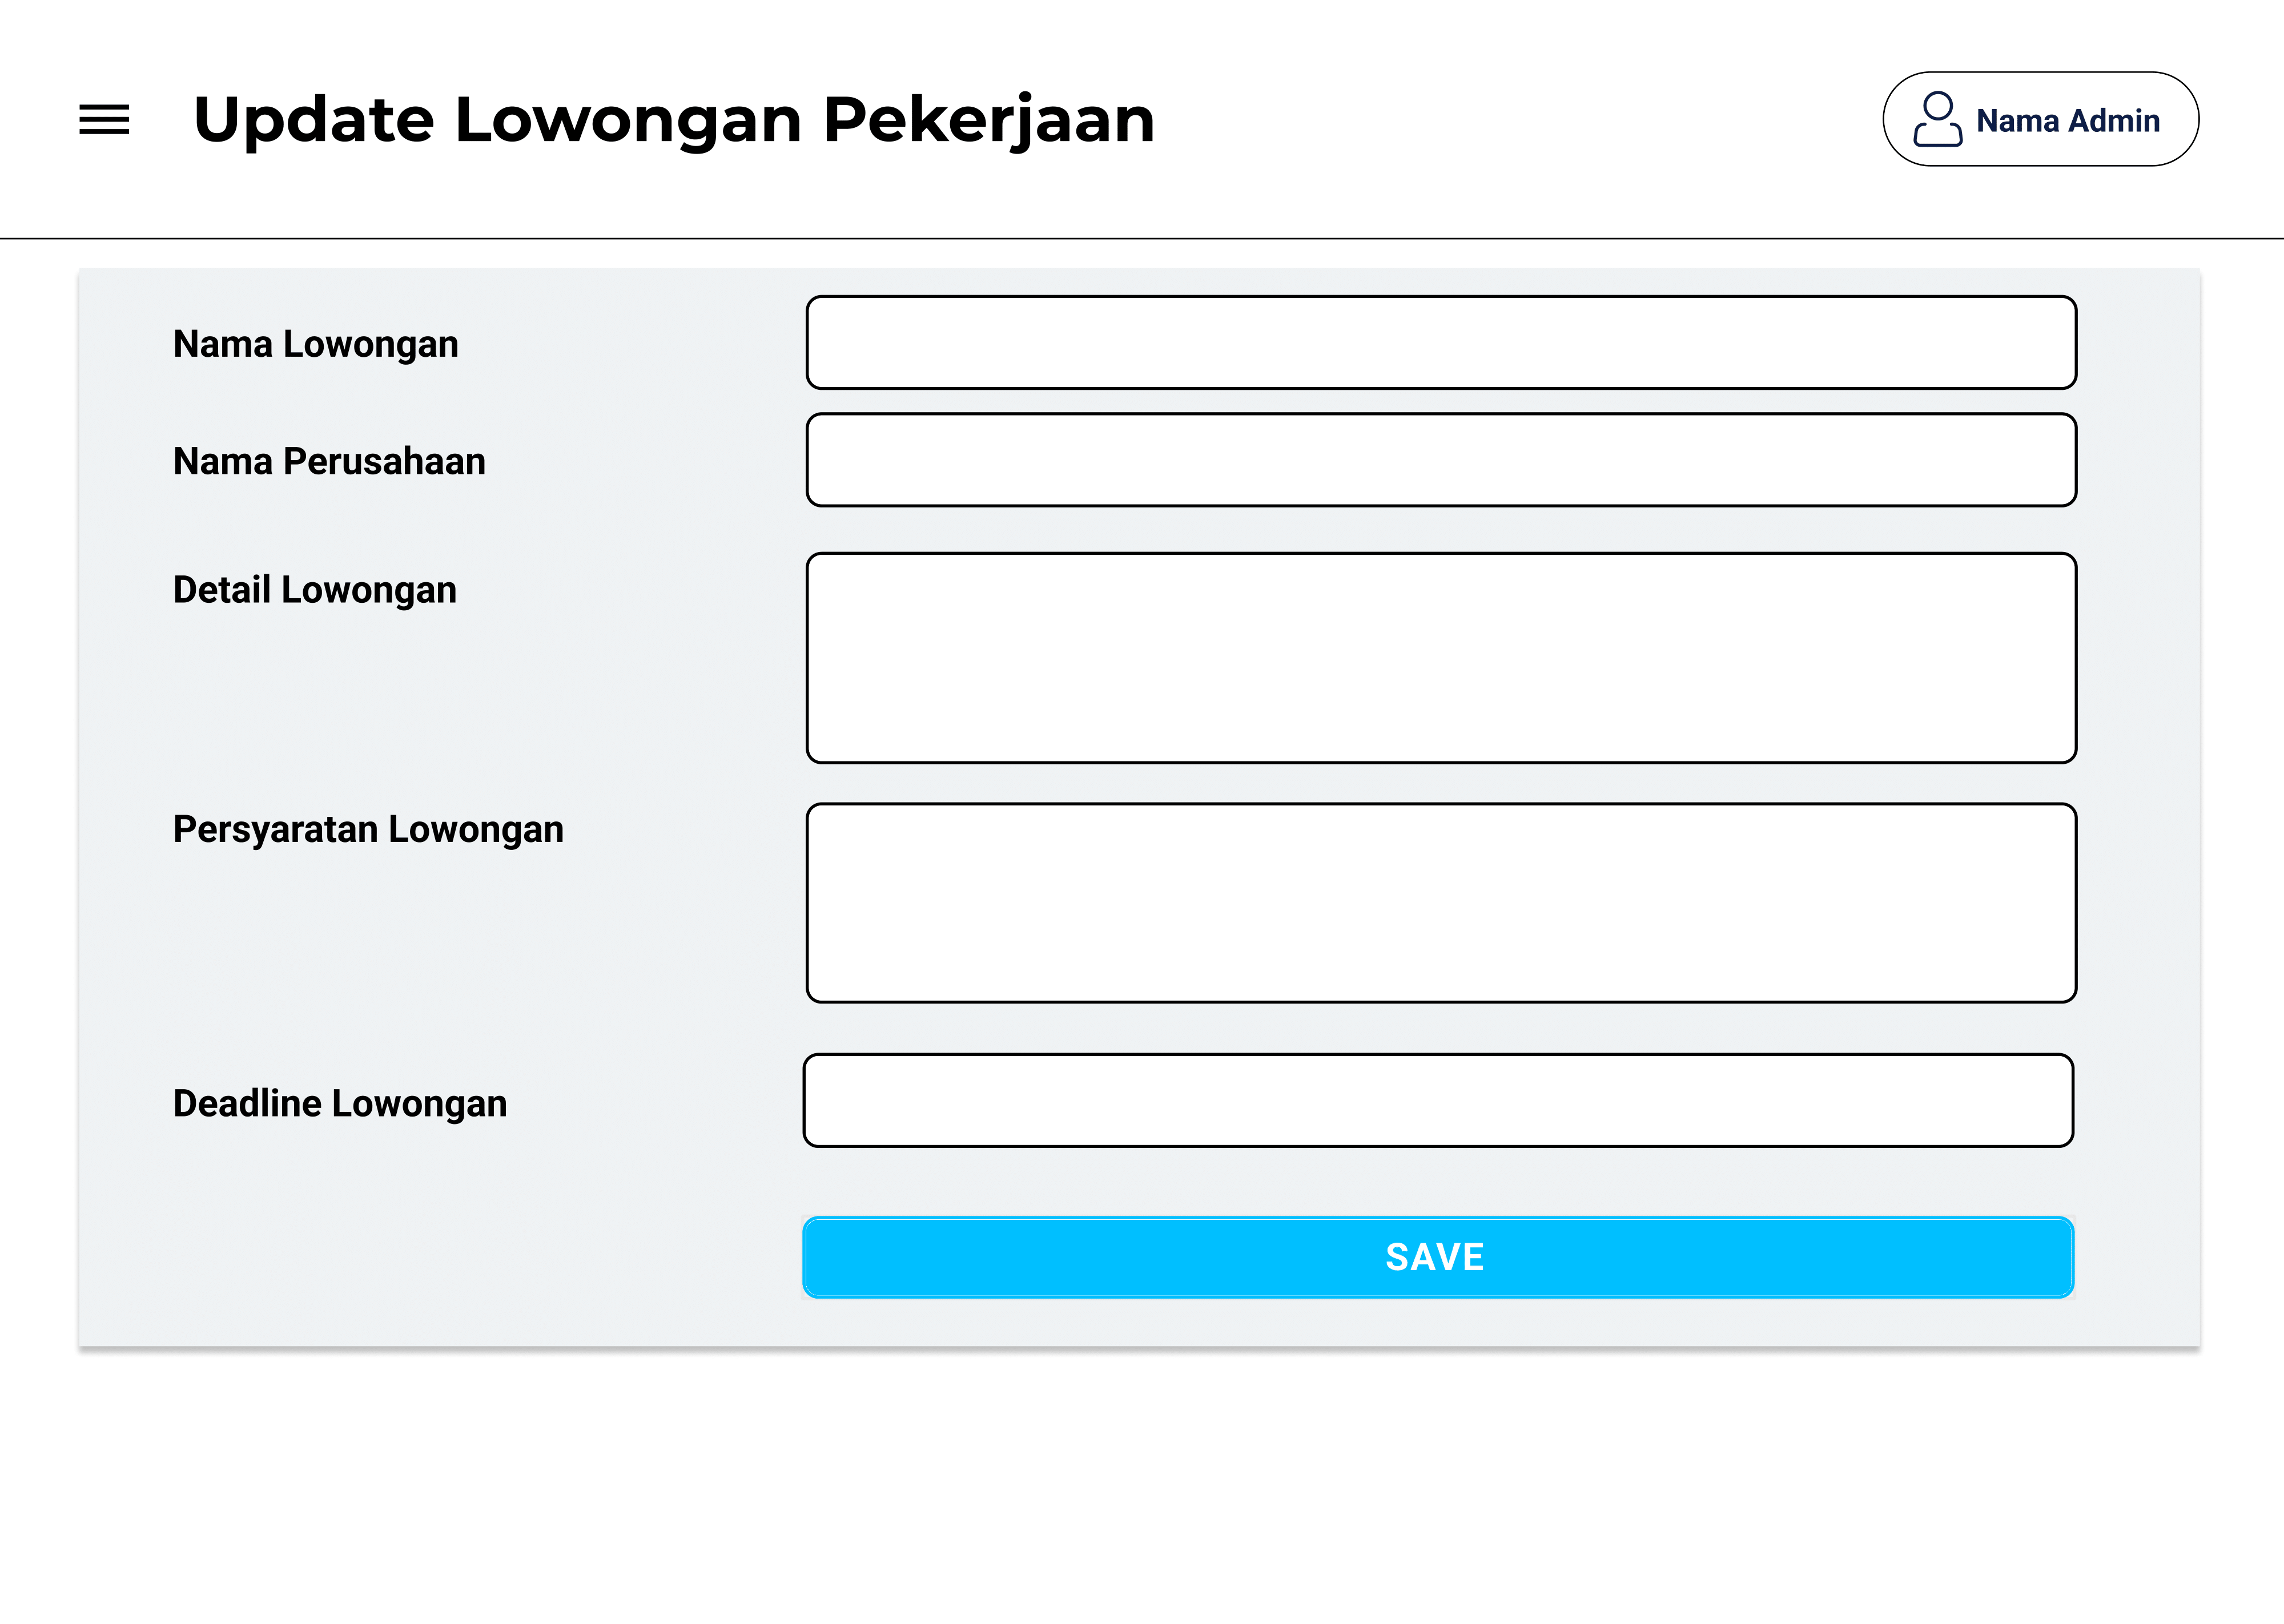 Update Lowongan Pekerjaan
Nama Admin
Nama Lowongan
Nama Perusahaan
Detail Lowongan
Persyaratan Lowongan
Deadline Lowongan
SAVE